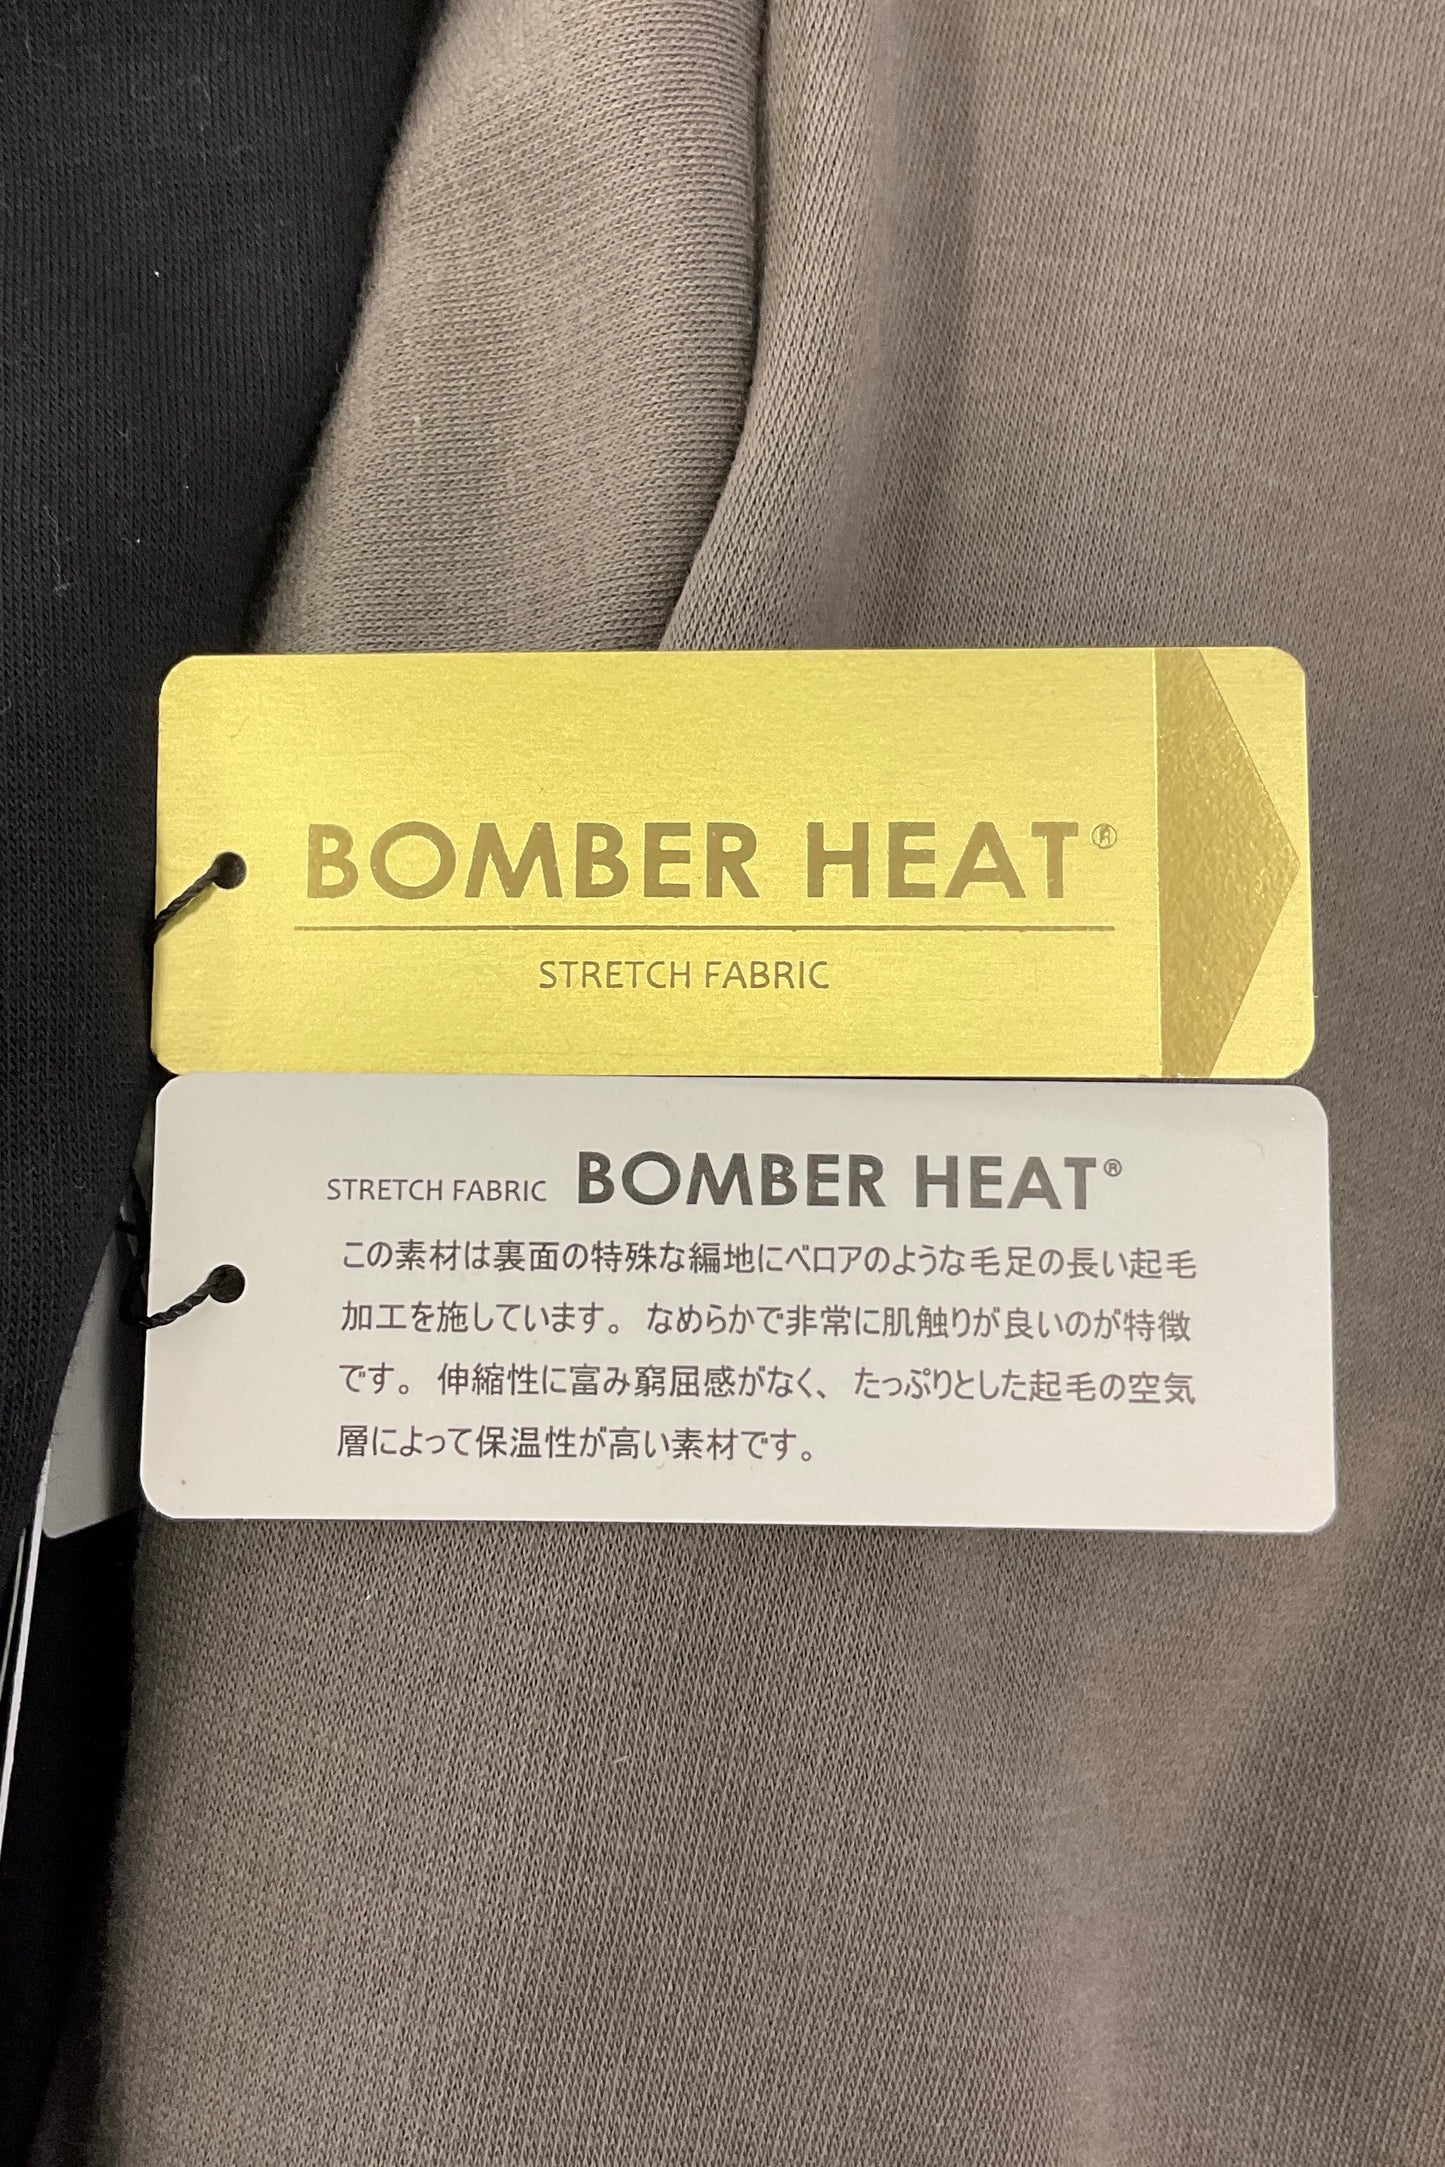 BOMBER HEAT®
STRETCH FABRIC
STRETCH FABRIC BOMBER HEAT®
この素材は裏面の特殊な編地にベロアのような毛足の長い起毛
加工を施しています。なめらかで非常に肌触りが良いのが特徴
です。伸縮性に富み窮屈感がなく、たっぷりとした起毛の空気
層によって保温性が高い素材です。